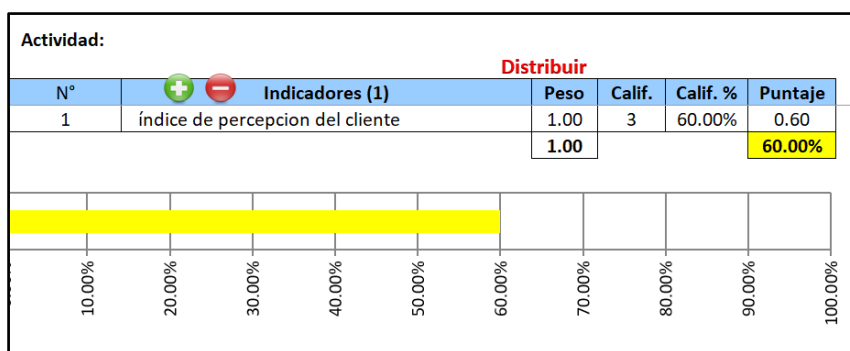 Actividad:
Distribuir
N° Indicadores (1) Peso Calif. Calif. % Puntaje
1 índice de percepcion del cliente 1.00 3 60.00% 0.60
1.00 60.00%
10.00% 20.00% 30.00% 40.00% 50.00% 60.00% 70.00% 80.00% 90.00% 100.00%